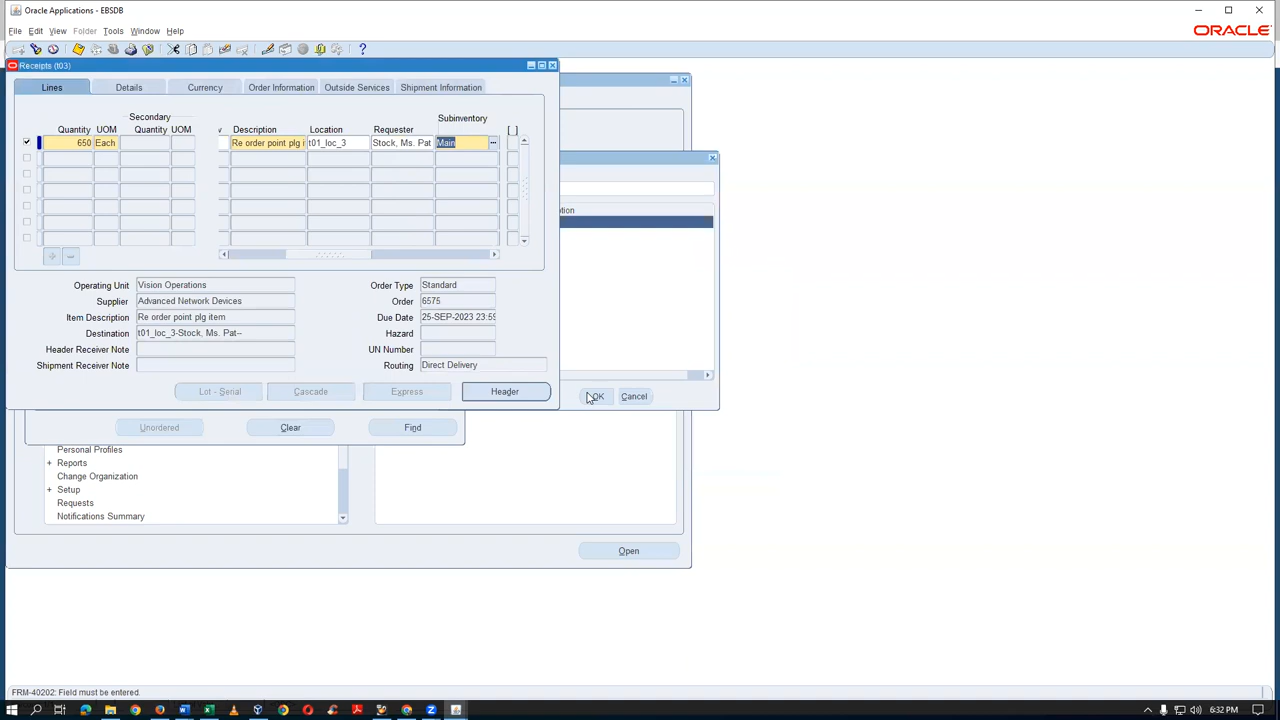 Oracle Applications - EBSDB
File Edit View Folder Tools Window Help
ORACLE
Receipts (t03)
Lines Details Currency Order Information Outside Services Shipment Information
Secondary
Subinventory
Quantity UOM Quantity UOM Description Location Requester [ ]
650 Each Re order point plg i t01_loc_3 Stock, Ms. Pat Main
Operating Unit Vision Operations Order Type Standard
Supplier Advanced Network Devices Order 6575
Item Description Re order point plg item Due Date 25-SEP-2023 23:59
Destination t01_loc_3-Stock, Ms. Pat-- Hazard
Header Receiver Note UN Number
Shipment Receiver Note Routing Direct Delivery
Lot - Serial Cascade Express Header
OK Cancel
Unordered Clear Find
Personal Profiles
+ Reports
Change Organization
+ Setup
Requests
Notifications Summary
Open
FRM-40202: Field must be entered.
6:32 PM